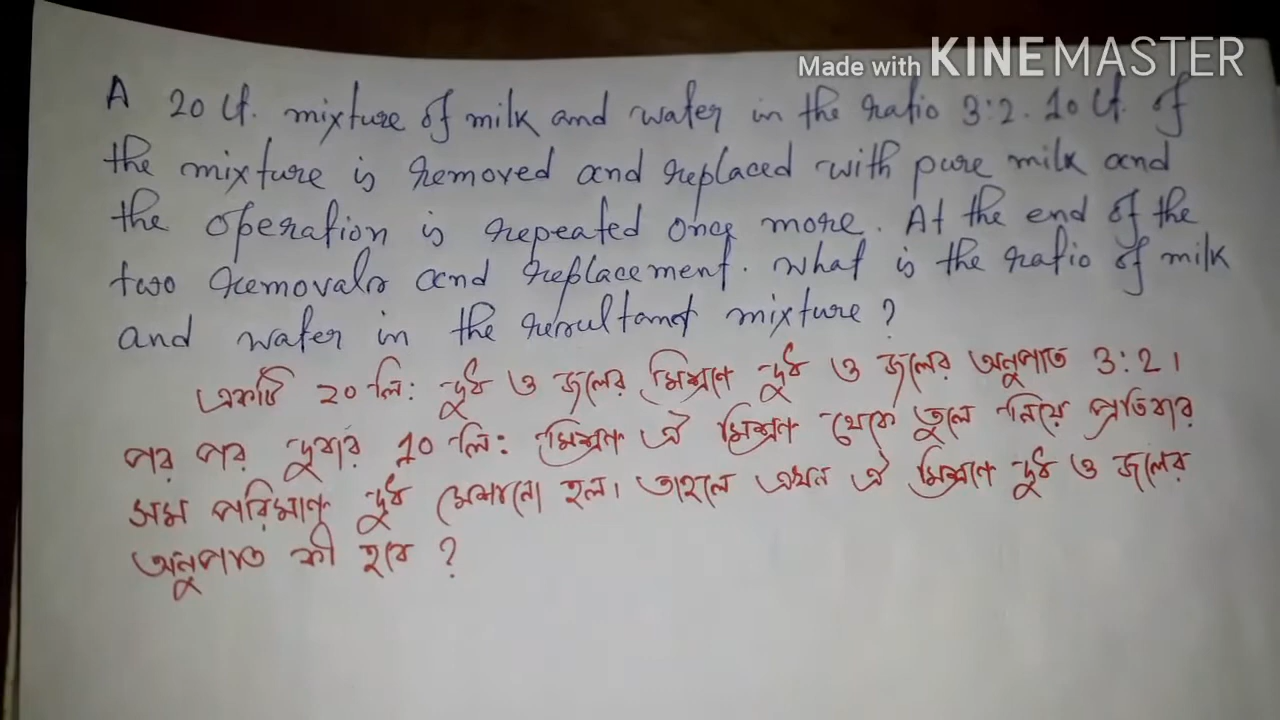 Made with KINEMASTER
A 20 lt. mixture of milk and water in the ratio 3:2. 10 lt. of
the mixture is removed and replaced with pure milk and
the operation is repeated once more. At the end of the
two removals and replacement. what is the ratio of milk
and water in the resultant mixture?
একটি 20 লি: দুধ ও জলের মিশ্রণে দুধ ও জলের অনুপাত 3:2।
পর পর দুবার 10 লি: মিশ্রণ ঐ মিশ্রণ থেকে তুলে নিয়ে প্রতিবার
সম পরিমাণ দুধ মেশানো হল। তাহলে এখন ঐ মিশ্রণে দুধ ও জলের
অনুপাত কী হবে?